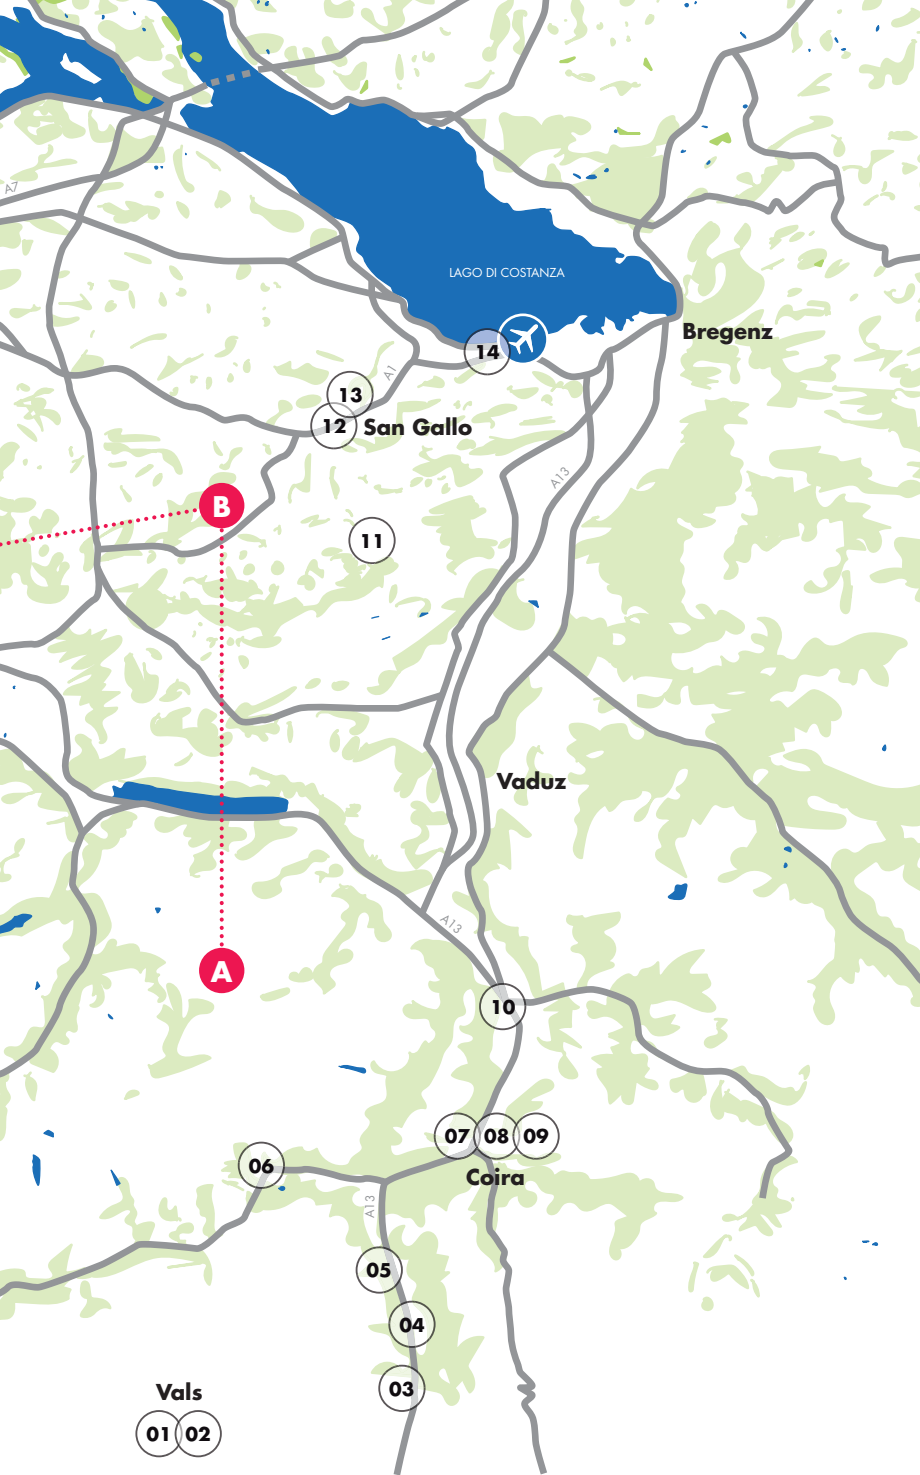 A7
LAGO DI COSTANZA
Bregenz
14
A1
13
12
San Gallo
A13
B
11
Vaduz
A13
A
10
07
08
09
06
Coira
A13
05
04
03
Vals
01
02